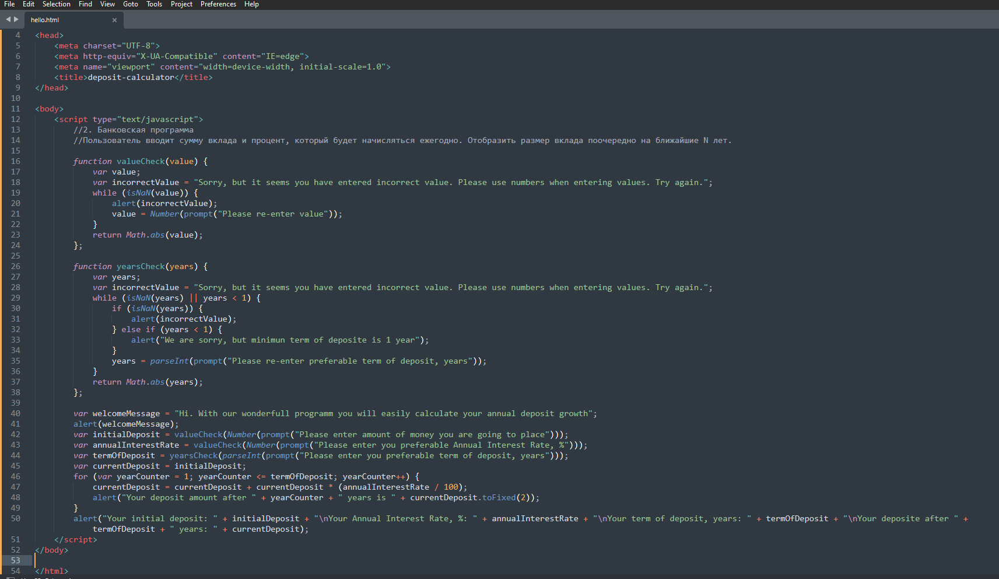 File Edit Selection Find View Goto Tools Project Preferences Help
hello.html ×
4 <head>
5 <meta charset="UTF-8">
6 <meta http-equiv="X-UA-Compatible" content="IE=edge">
7 <meta name="viewport" content="width=device-width, initial-scale=1.0">
8 <title>deposit-calculator</title>
9 </head>
10
11 <body>
12 <script type="text/javascript">
13 //2. Банковская программа
14 //Пользователь вводит сумму вклада и процент, который будет начисляться ежегодно. Отобразить размер вклада поочередно на ближайшие N лет.
15
16 function valueCheck(value) {
17 var value;
18 var incorrectValue = "Sorry, but it seems you have entered incorrect value. Please use numbers when entering values. Try again.";
19 while (isNaN(value)) {
20 alert(incorrectValue);
21 value = Number(prompt("Please re-enter value"));
22 }
23 return Math.abs(value);
24 };
25
26 function yearsCheck(years) {
27 var years;
28 var incorrectValue = "Sorry, but it seems you have entered incorrect value. Please use numbers when entering values. Try again.";
29 while (isNaN(years) || years < 1) {
30 if (isNaN(years)) {
31 alert(incorrectValue);
32 } else if (years < 1) {
33 alert("We are sorry, but minimun term of deposite is 1 year");
34 }
35 years = parseInt(prompt("Please re-enter preferable term of deposit, years"));
36 }
37 return Math.abs(years);
38 };
39
40 var welcomeMessage = "Hi. With our wonderfull programm you will easily calculate your annual deposit growth";
41 alert(welcomeMessage);
42 var initialDeposit = valueCheck(Number(prompt("Please enter amount of money you are going to place")));
43 var annualInterestRate = valueCheck(Number(prompt("Please enter you preferable Annual Interest Rate, %")));
44 var termOfDeposit = yearsCheck(parseInt(prompt("Please enter you preferable term of deposit, years")));
45 var currentDeposit = initialDeposit;
46 for (var yearCounter = 1; yearCounter <= termOfDeposit; yearCounter++) {
47 currentDeposit = currentDeposit + currentDeposit * (annualInterestRate / 100);
48 alert("Your deposit amount after " + yearCounter + " years is " + currentDeposit.toFixed(2));
49 }
50 alert("Your initial deposit: " + initialDeposit + "\nYour Annual Interest Rate, %: " + annualInterestRate + "\nYour term of deposit, years: " + termOfDeposit + "\nYour deposite after " +
termOfDeposit + " years: " + currentDeposit);
51 </script>
52 </body>
53
54 </html>